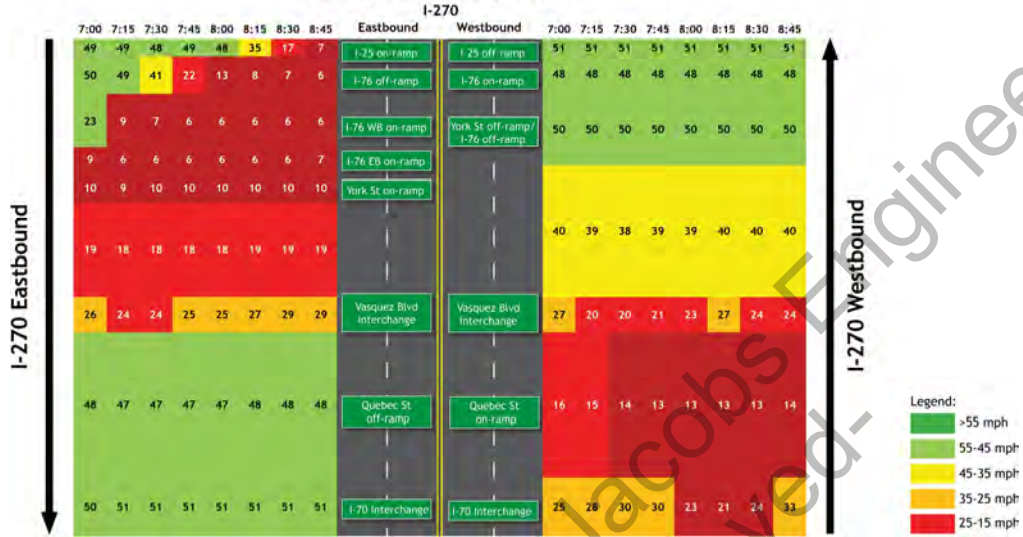 I-270
7:00 7:15 7:30 7:45 8:00 8:15 8:30 8:45 Eastbound Westbound 7:00 7:15 7:30 7:45 8:00 8:15 8:30 8:45
49 49 48 49 48 35 17 7 I-25 on-ramp I-25 off ramp 51 51 51 51 51 51 51 51
50 49 41 22 13 8 7 6 I-76 off-ramp I-76 on-ramp 48 48 48 48 48 48 48 48
23 9 7 6 6 6 6 6 I-76 WB on-ramp York St off-ramp/
I-76 off-ramp 50 50 50 50 50 50 50 50
9 6 6 6 6 6 6 7 I-76 EB on-ramp
10 9 10 10 10 10 10 10 York St on-ramp
19 18 18 18 18 19 19 19 40 39 38 39 39 40 40 40
26 24 24 25 25 27 29 29 Vasquez Blvd
Interchange Vasquez Blvd
Interchange 27 20 20 21 23 27 24 24
48 47 47 47 47 48 48 48 Quebec St
off-ramp Quebec St
on-ramp 16 15 14 13 13 13 13 14
50 51 51 51 51 51 51 51 I-70 Interchange I-70 Interchange 25 28 30 30 23 21 24 33
I-270 Eastbound
I-270 Westbound
Legend:
>55 mph
55-45 mph
45-35 mph
35-25 mph
25-15 mph
Jacobs Enginee
ved-